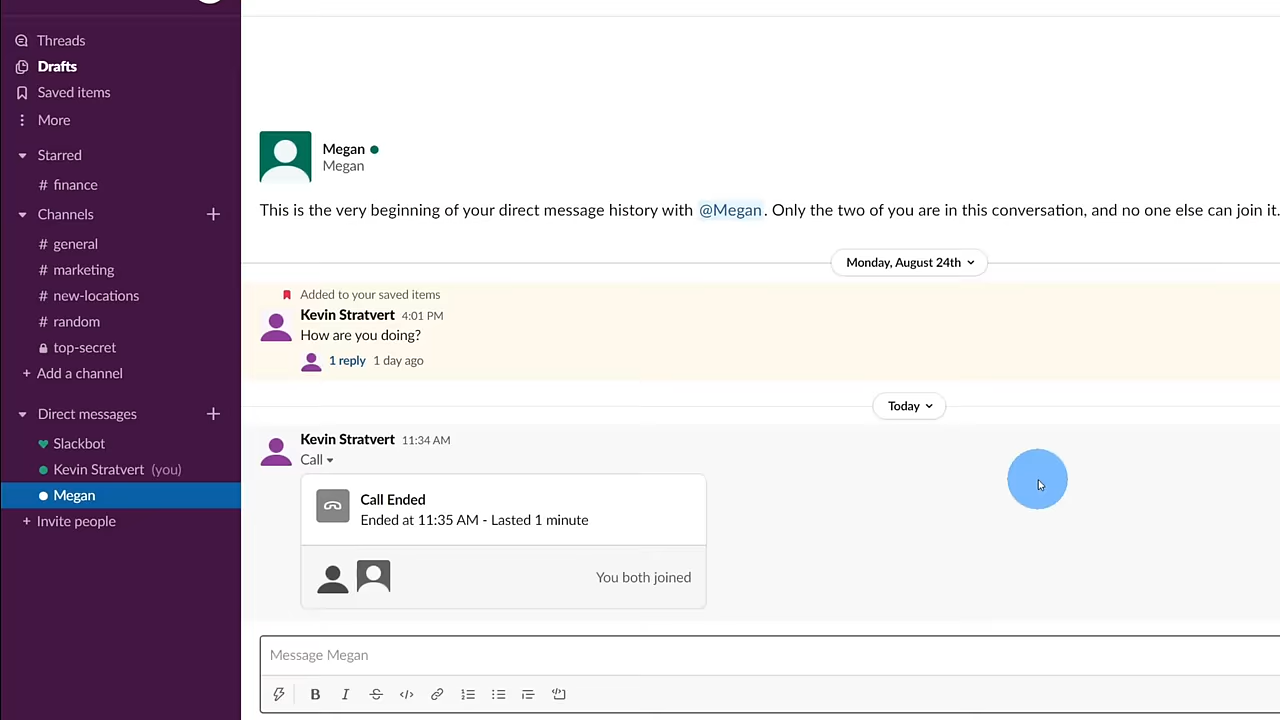 Threads
Drafts
Saved items
More
Starred
# finance
Channels
# general
# marketing
# new-locations
# random
top-secret
+ Add a channel
Direct messages
Slackbot
Kevin Stratvert (you)
Megan
+ Invite people
Megan
Megan
This is the very beginning of your direct message history with @Megan. Only the two of you are in this conversation, and no one else can join it.
Monday, August 24th
Added to your saved items
Kevin Stratvert 4:01 PM
How are you doing?
1 reply 1 day ago
Today
Kevin Stratvert 11:34 AM
Call
Call Ended
Ended at 11:35 AM - Lasted 1 minute
You both joined
Message Megan
B I S </>